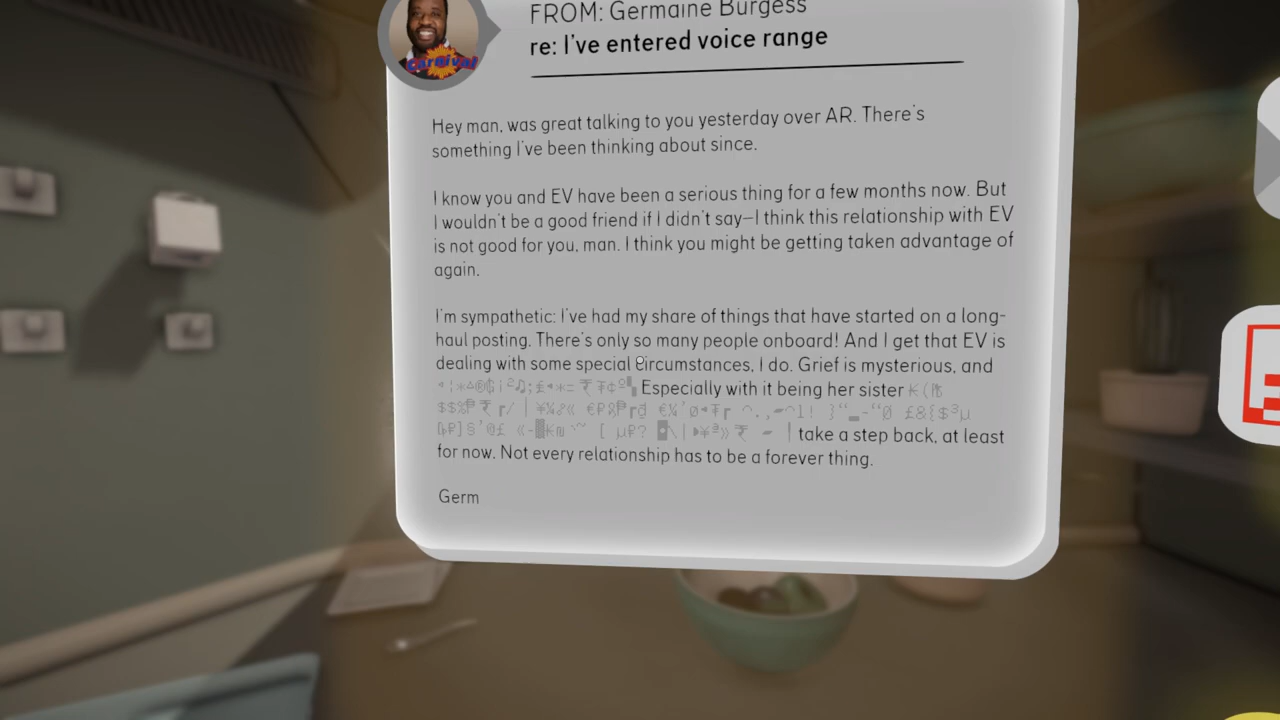 Carnival
FROM: Germaine Burgess
re: I've entered voice range
Hey man, was great talking to you yesterday over AR. There's
something I've been thinking about since.
I know you and EV have been a serious thing for a few months now. But
I wouldn't be a good friend if I didn't say—I think this relationship with EV
is not good for you, man. I think you might be getting taken advantage of
again.
I'm sympathetic: I've had my share of things that have started on a long-
haul posting. There's only so many people onboard! And I get that EV is
dealing with some special circumstances, I do. Grief is mysterious, and
Especially with it being her sister
take a step back, at least
for now. Not every relationship has to be a forever thing.
Germ